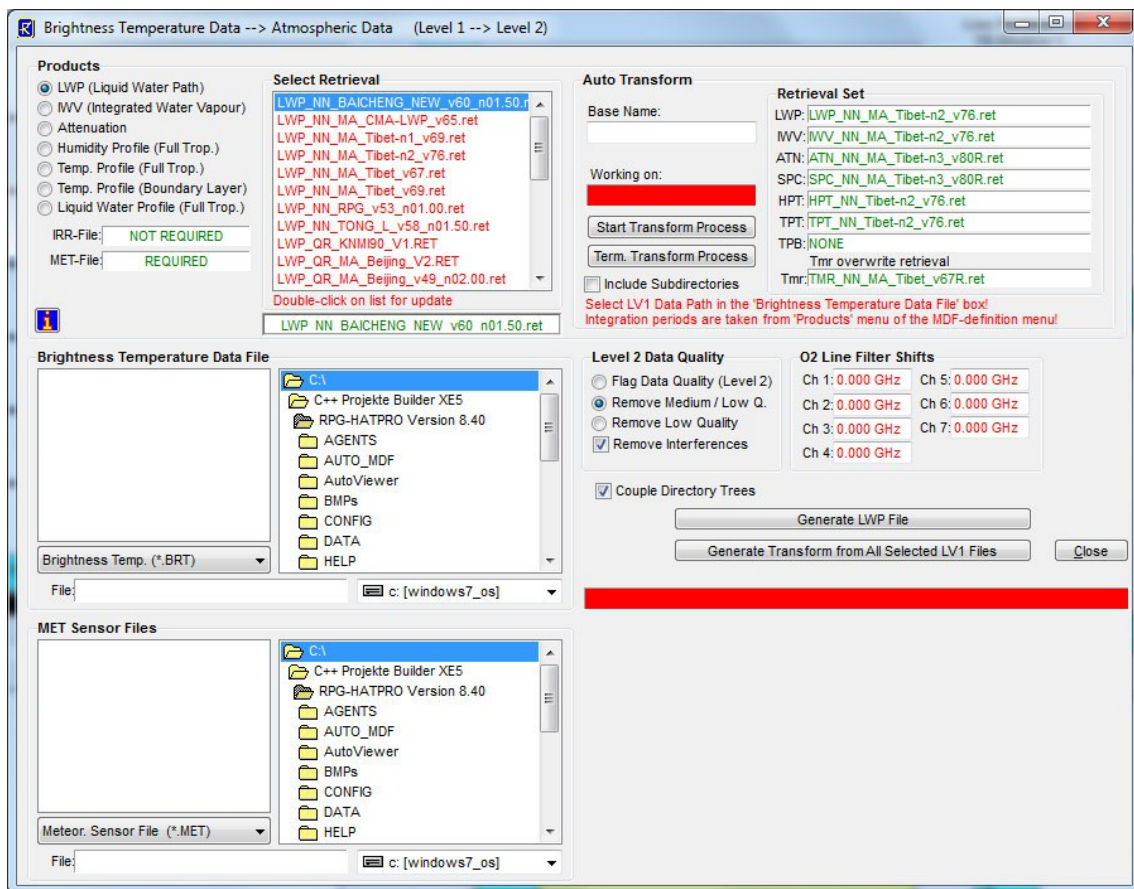 Brightness Temperature Data --> Atmospheric Data (Level 1 --> Level 2)
Products
LWP (Liquid Water Path)
IWV (Integrated Water Vapour)
Attenuation
Humidity Profile (Full Trop.)
Temp. Profile (Full Trop.)
Temp. Profile (Boundary Layer)
Liquid Water Profile (Full Trop.)
IRR-File: NOT REQUIRED
MET-File: REQUIRED
Select Retrieval
LWP_NN_BAICHENG_NEW_v60_n01.50.r
LWP_NN_MA_CMA-LWP_v65.ret
LWP_NN_MA_Tibet-n1_v69.ret
LWP_NN_MA_Tibet-n2_v76.ret
LWP_NN_MA_Tibet_v67.ret
LWP_NN_MA_Tibet_v69.ret
LWP_NN_RPG_v53_n01.00.ret
LWP_NN_TONG_L_v58_n01.50.ret
LWP_QR_KNMI90_V1.RET
LWP_QR_MA_Beijing_V2.RET
LWP_QR_MA_Beijing_v49_n02.00.ret
Double-click on list for update
LWP_NN_BAICHENG_NEW_v60_n01.50.ret
Auto Transform
Base Name:
Working on:
Start Transform Process
Term. Transform Process
Include Subdirectories
Retrieval Set
LWP: LWP_NN_MA_Tibet-n2_v76.ret
IWV: IWV_NN_MA_Tibet-n2_v76.ret
ATN: ATN_NN_MA_Tibet-n3_v80R.ret
SPC: SPC_NN_MA_Tibet-n3_v80R.ret
HPT: HPT_NN_Tibet-n2_v76.ret
TPT: TPT_NN_Tibet-n2_v76.ret
TPB: NONE
Tmr overwrite retrieval
Tmr: TMR_NN_MA_Tibet_v67R.ret
Select LV1 Data Path in the 'Brightness Temperature Data File' box!
Integration periods are taken from 'Products' menu of the MDF-definition menu!
Brightness Temperature Data File
C:\
C++ Projekte Builder XE5
RPG-HATPRO Version 8.40
AGENTS
AUTO_MDF
AutoViewer
BMPs
CONFIG
DATA
HELP
Brightness Temp. (*.BRT)
File:
c: [windows7_os]
Level 2 Data Quality
Flag Data Quality (Level 2)
Remove Medium / Low Q.
Remove Low Quality
Remove Interferences
O2 Line Filter Shifts
Ch 1: 0.000 GHz Ch 5: 0.000 GHz
Ch 2: 0.000 GHz Ch 6: 0.000 GHz
Ch 3: 0.000 GHz Ch 7: 0.000 GHz
Ch 4: 0.000 GHz
Couple Directory Trees
Generate LWP File
Generate Transform from All Selected LV1 Files
Close
MET Sensor Files
C:\
C++ Projekte Builder XE5
RPG-HATPRO Version 8.40
AGENTS
AUTO_MDF
AutoViewer
BMPs
CONFIG
DATA
HELP
Meteor. Sensor File (*.MET)
File:
c: [windows7_os]